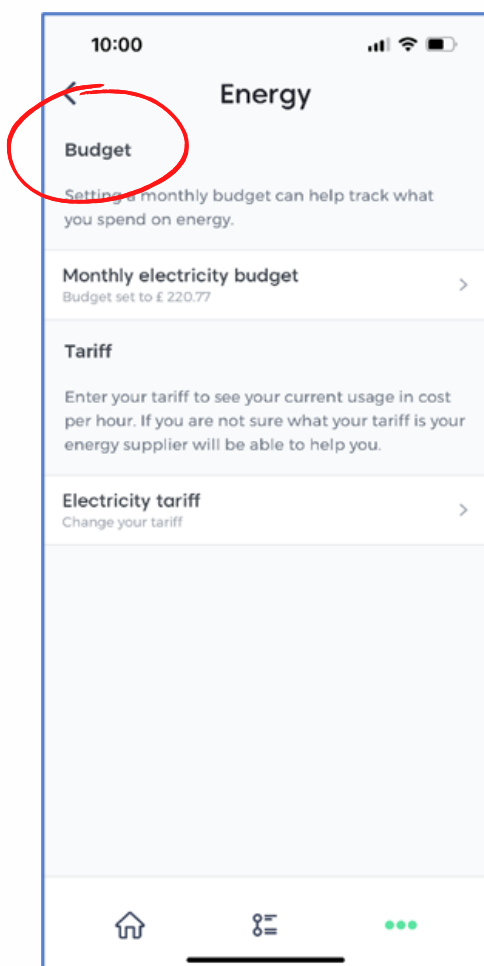 10:00
Energy
Budget
Setting a monthly budget can help track what
you spend on energy.
Monthly electricity budget
Budget set to £ 220.77
Tariff
Enter your tariff to see your current usage in cost
per hour. If you are not sure what your tariff is your
energy supplier will be able to help you.
Electricity tariff
Change your tariff